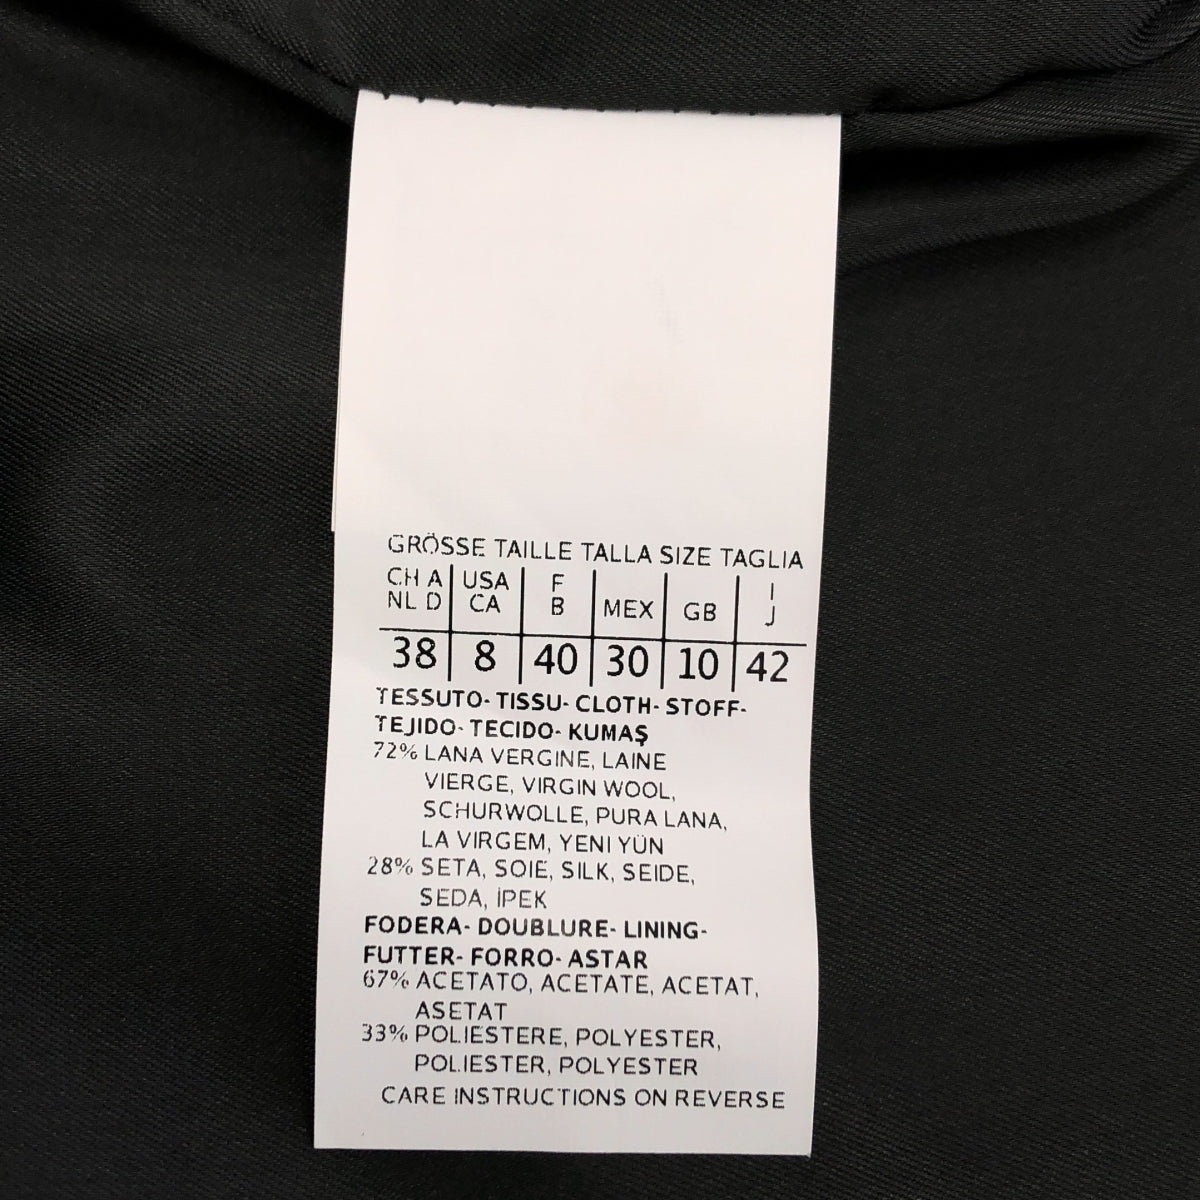 GRÖSSE TAILLE TALLA SIZE TAGLIA
CH A USA F MEX GB I
NL D CA B J
38 8 40 30 10 42
TESSUTO- TISSU- CLOTH- STOFF-
TEJIDO- TECIDO- KUMAŞ
72% LANA VERGINE, LAINE
VIERGE, VIRGIN WOOL,
SCHURWOLLE, PURA LANA,
LA VIRGEM, YENI YÜN
28% SETA, SOIE, SILK, SEIDE,
SEDA, İPEK
FODERA- DOUBLURE- LINING-
FUTTER- FORRO- ASTAR
67% ACETATO, ACETATE, ACETAT,
ASETAT
33% POLIESTERE, POLYESTER,
POLIESTER, POLYESTER
CARE INSTRUCTIONS ON REVERSE